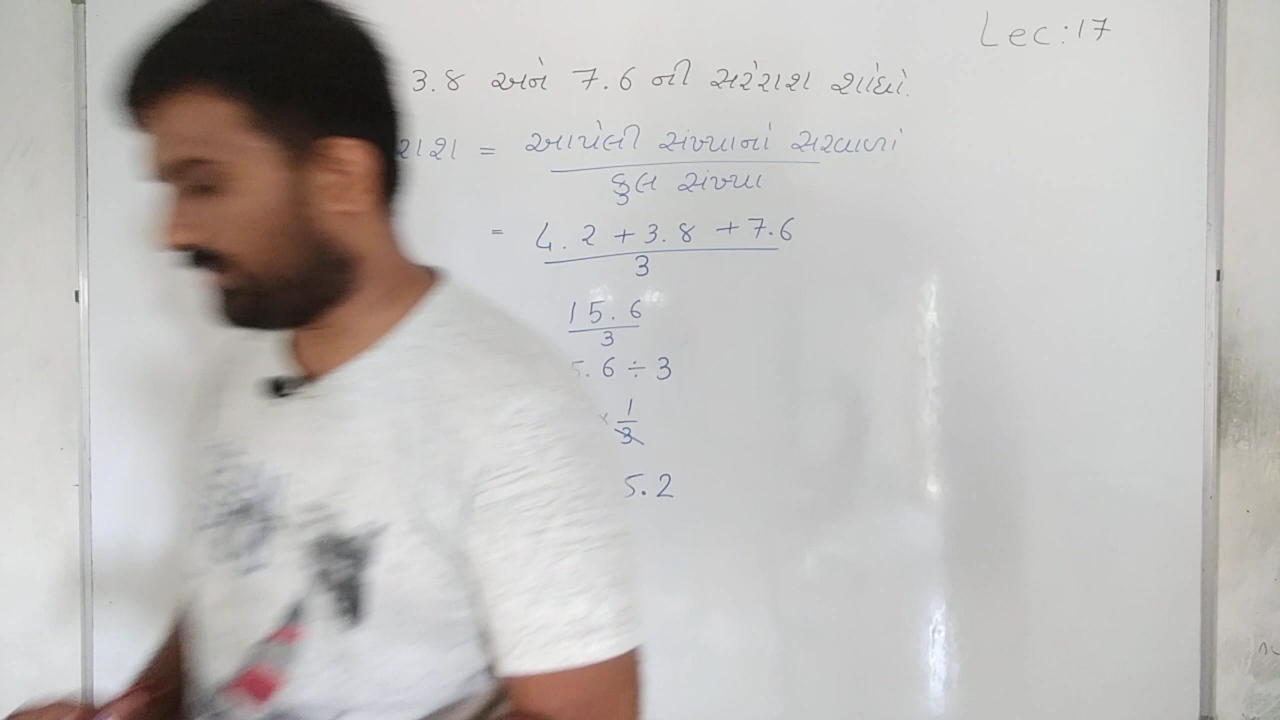 Lec:17
3.8 અને 7.6 ની સરેરાશ શોધો.
રાશ = આપેલી સંખ્યાનો સરવાળો
કુલ સંખ્યા
= 4.2 + 3.8 + 7.6
3
15.6
3
5.6 ÷ 3
× 1
3
5.2